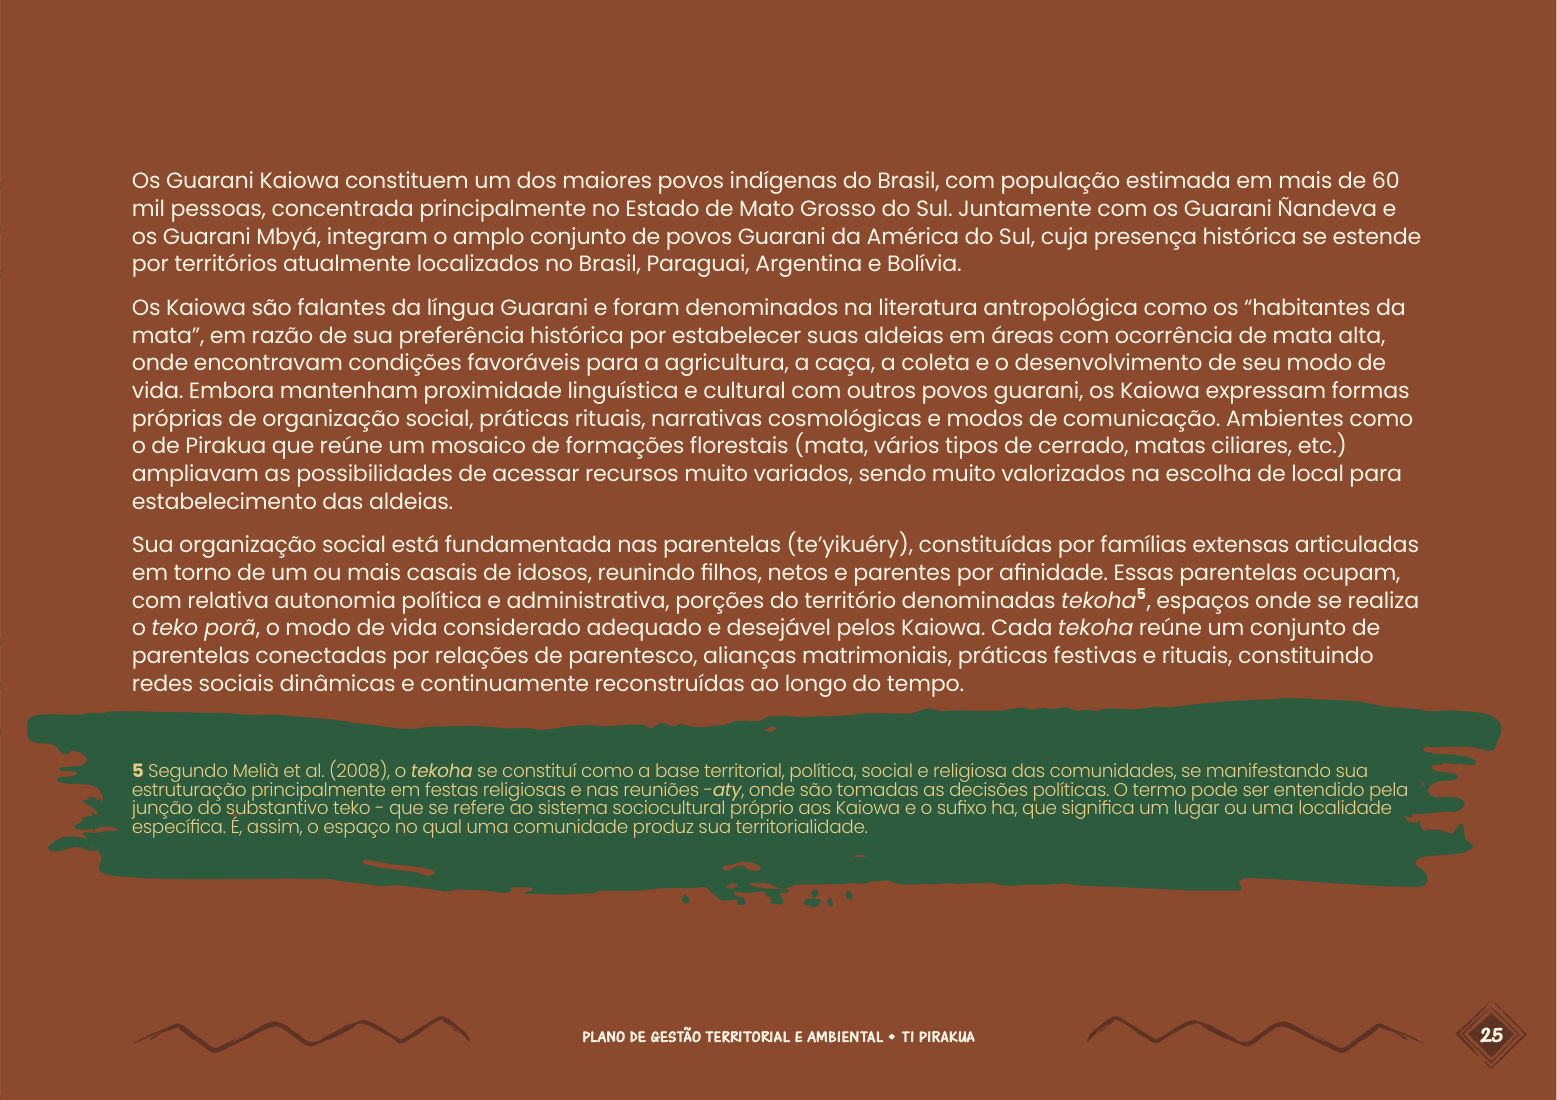 Os Guarani Kaiowa constituem um dos maiores povos indígenas do Brasil, com população estimada em mais de 60
mil pessoas, concentrada principalmente no Estado de Mato Grosso do Sul. Juntamente com os Guarani Ñandeva e
os Guarani Mbyá, integram o amplo conjunto de povos Guarani da América do Sul, cuja presença histórica se estende
por territórios atualmente localizados no Brasil, Paraguai, Argentina e Bolívia.
Os Kaiowa são falantes da língua Guarani e foram denominados na literatura antropológica como os “habitantes da
mata”, em razão de sua preferência histórica por estabelecer suas aldeias em áreas com ocorrência de mata alta,
onde encontravam condições favoráveis para a agricultura, a caça, a coleta e o desenvolvimento de seu modo de
vida. Embora mantenham proximidade linguística e cultural com outros povos guarani, os Kaiowa expressam formas
próprias de organização social, práticas rituais, narrativas cosmológicas e modos de comunicação. Ambientes como
o de Pirakua que reúne um mosaico de formações florestais (mata, vários tipos de cerrado, matas ciliares, etc.)
ampliavam as possibilidades de acessar recursos muito variados, sendo muito valorizados na escolha de local para
estabelecimento das aldeias.
Sua organização social está fundamentada nas parentelas (te’yikuéry), constituídas por famílias extensas articuladas
em torno de um ou mais casais de idosos, reunindo filhos, netos e parentes por afinidade. Essas parentelas ocupam,
com relativa autonomia política e administrativa, porções do território denominadas tekoha5, espaços onde se realiza
o teko porã, o modo de vida considerado adequado e desejável pelos Kaiowa. Cada tekoha reúne um conjunto de
parentelas conectadas por relações de parentesco, alianças matrimoniais, práticas festivas e rituais, constituindo
redes sociais dinâmicas e continuamente reconstruídas ao longo do tempo.
5 Segundo Melià et al. (2008), o tekoha se constituí como a base territorial, política, social e religiosa das comunidades, se manifestando sua
estruturação principalmente em festas religiosas e nas reuniões -aty, onde são tomadas as decisões políticas. O termo pode ser entendido pela
junção do substantivo teko - que se refere ao sistema sociocultural próprio aos Kaiowa e o sufixo ha, que significa um lugar ou uma localidade
específica. É, assim, o espaço no qual uma comunidade produz sua territorialidade.
PLANO DE GESTÃO TERRITORIAL E AMBIENTAL • TI PIRAKUA
25